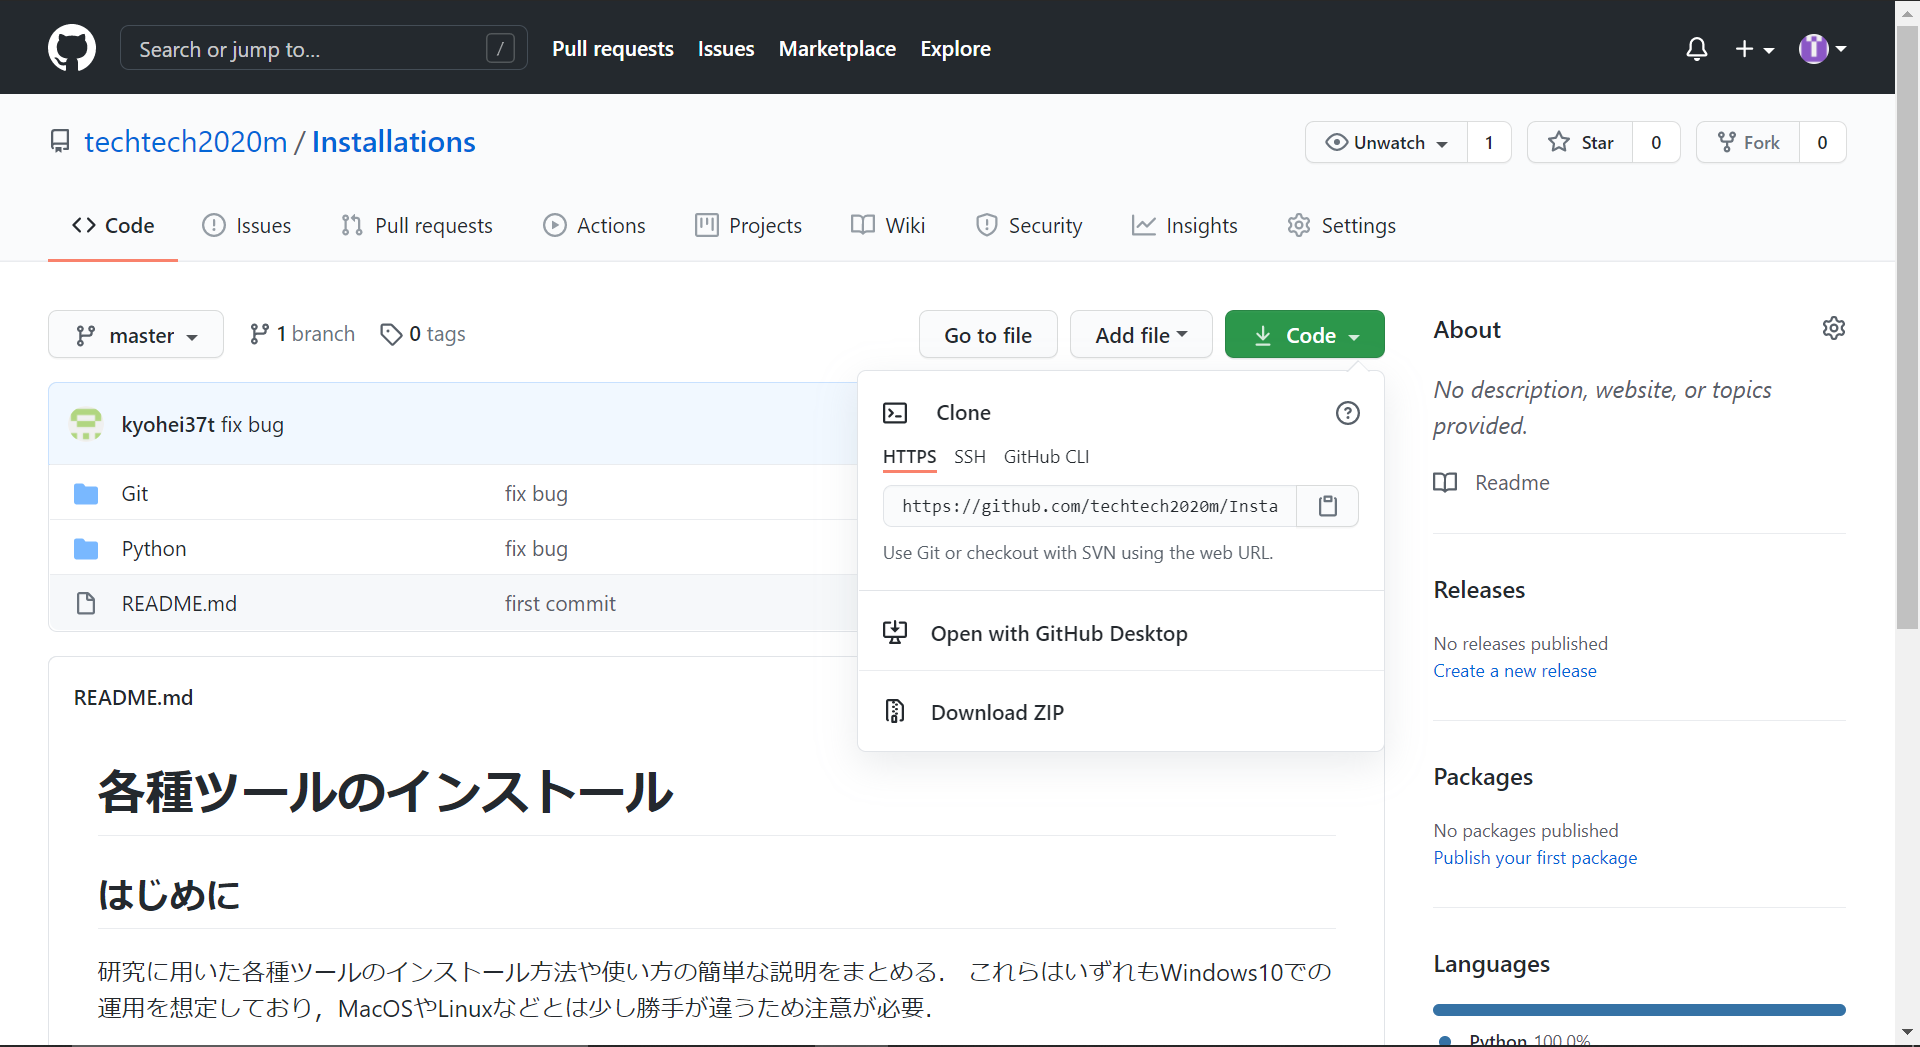 Search or jump to... /
Pull requests Issues Marketplace Explore
techtech2020m / Installations
Unwatch 1 Star 0 Fork 0
Code Issues Pull requests Actions Projects Wiki Security Insights Settings
master 1 branch 0 tags
Go to file Add file Code
kyohei37t fix bug
Git fix bug
Python fix bug
README.md first commit
Clone
HTTPS SSH GitHub CLI
https://github.com/techtech2020m/Insta
Use Git or checkout with SVN using the web URL.
Open with GitHub Desktop
Download ZIP
README.md
各種ツールのインストール
はじめに
研究に用いた各種ツールのインストール方法や使い方の簡単な説明をまとめる． これらはいずれもWindows10での
運用を想定しており，MacOSやLinuxなどとは少し勝手が違うため注意が必要．
About
No description, website, or topics
provided.
Readme
Releases
No releases published
Create a new release
Packages
No packages published
Publish your first package
Languages
Python 100.0%